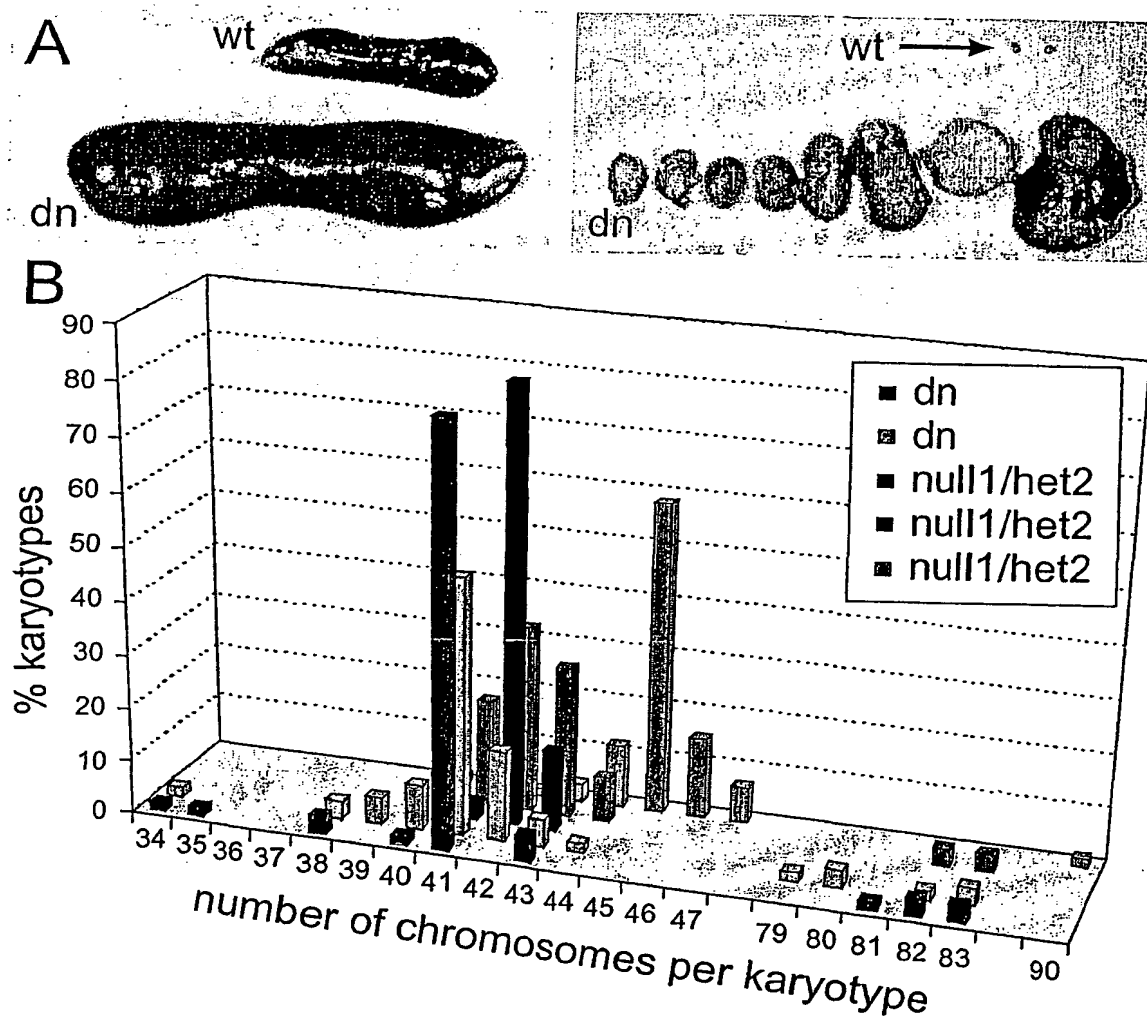 A
wt
dn
wt
dn
B
90
80
70
60
50
40
30
20
10
0
% karyotypes
34 35 36 37 38 39 40 41 42 43 44 45 46 47 79 80 81 82 83 90
number of chromosomes per karyotype
dn
dn
null1/het2
null1/het2
null1/het2